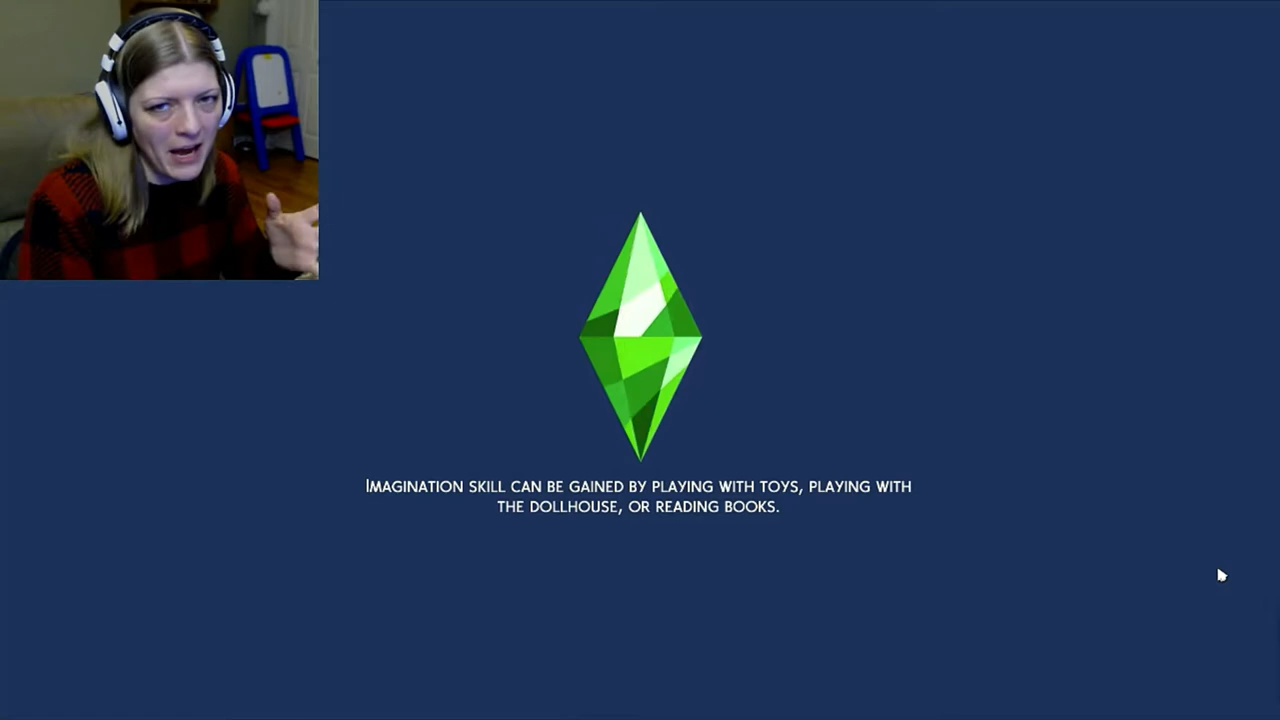 IMAGINATION SKILL CAN BE GAINED BY PLAYING WITH TOYS, PLAYING WITH
THE DOLLHOUSE, OR READING BOOKS.